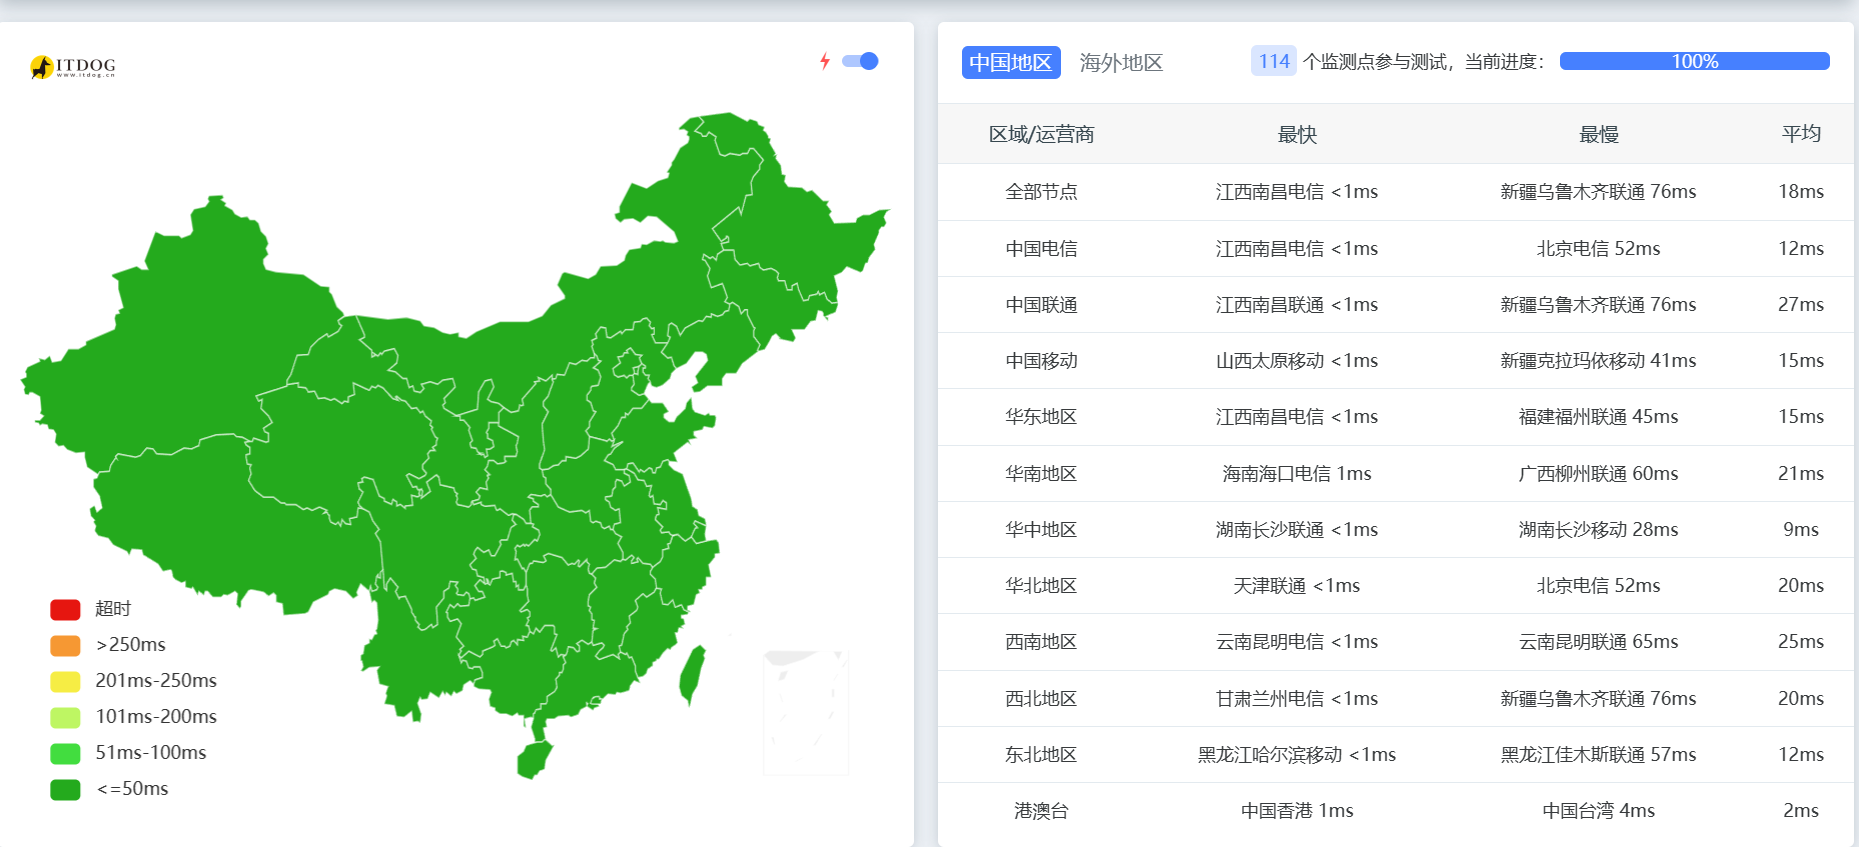 ITDOG
www.itdog.cn
超时
>250ms
201ms-250ms
101ms-200ms
51ms-100ms
<=50ms
中国地区 海外地区 114 个监测点参与测试，当前进度： 100%
区域/运营商 最快 最慢 平均
全部节点 江西南昌电信 <1ms 新疆乌鲁木齐联通 76ms 18ms
中国电信 江西南昌电信 <1ms 北京电信 52ms 12ms
中国联通 江西南昌联通 <1ms 新疆乌鲁木齐联通 76ms 27ms
中国移动 山西太原移动 <1ms 新疆克拉玛依移动 41ms 15ms
华东地区 江西南昌电信 <1ms 福建福州联通 45ms 15ms
华南地区 海南海口电信 1ms 广西柳州联通 60ms 21ms
华中地区 湖南长沙联通 <1ms 湖南长沙移动 28ms 9ms
华北地区 天津联通 <1ms 北京电信 52ms 20ms
西南地区 云南昆明电信 <1ms 云南昆明联通 65ms 25ms
西北地区 甘肃兰州电信 <1ms 新疆乌鲁木齐联通 76ms 20ms
东北地区 黑龙江哈尔滨移动 <1ms 黑龙江佳木斯联通 57ms 12ms
港澳台 中国香港 1ms 中国台湾 4ms 2ms